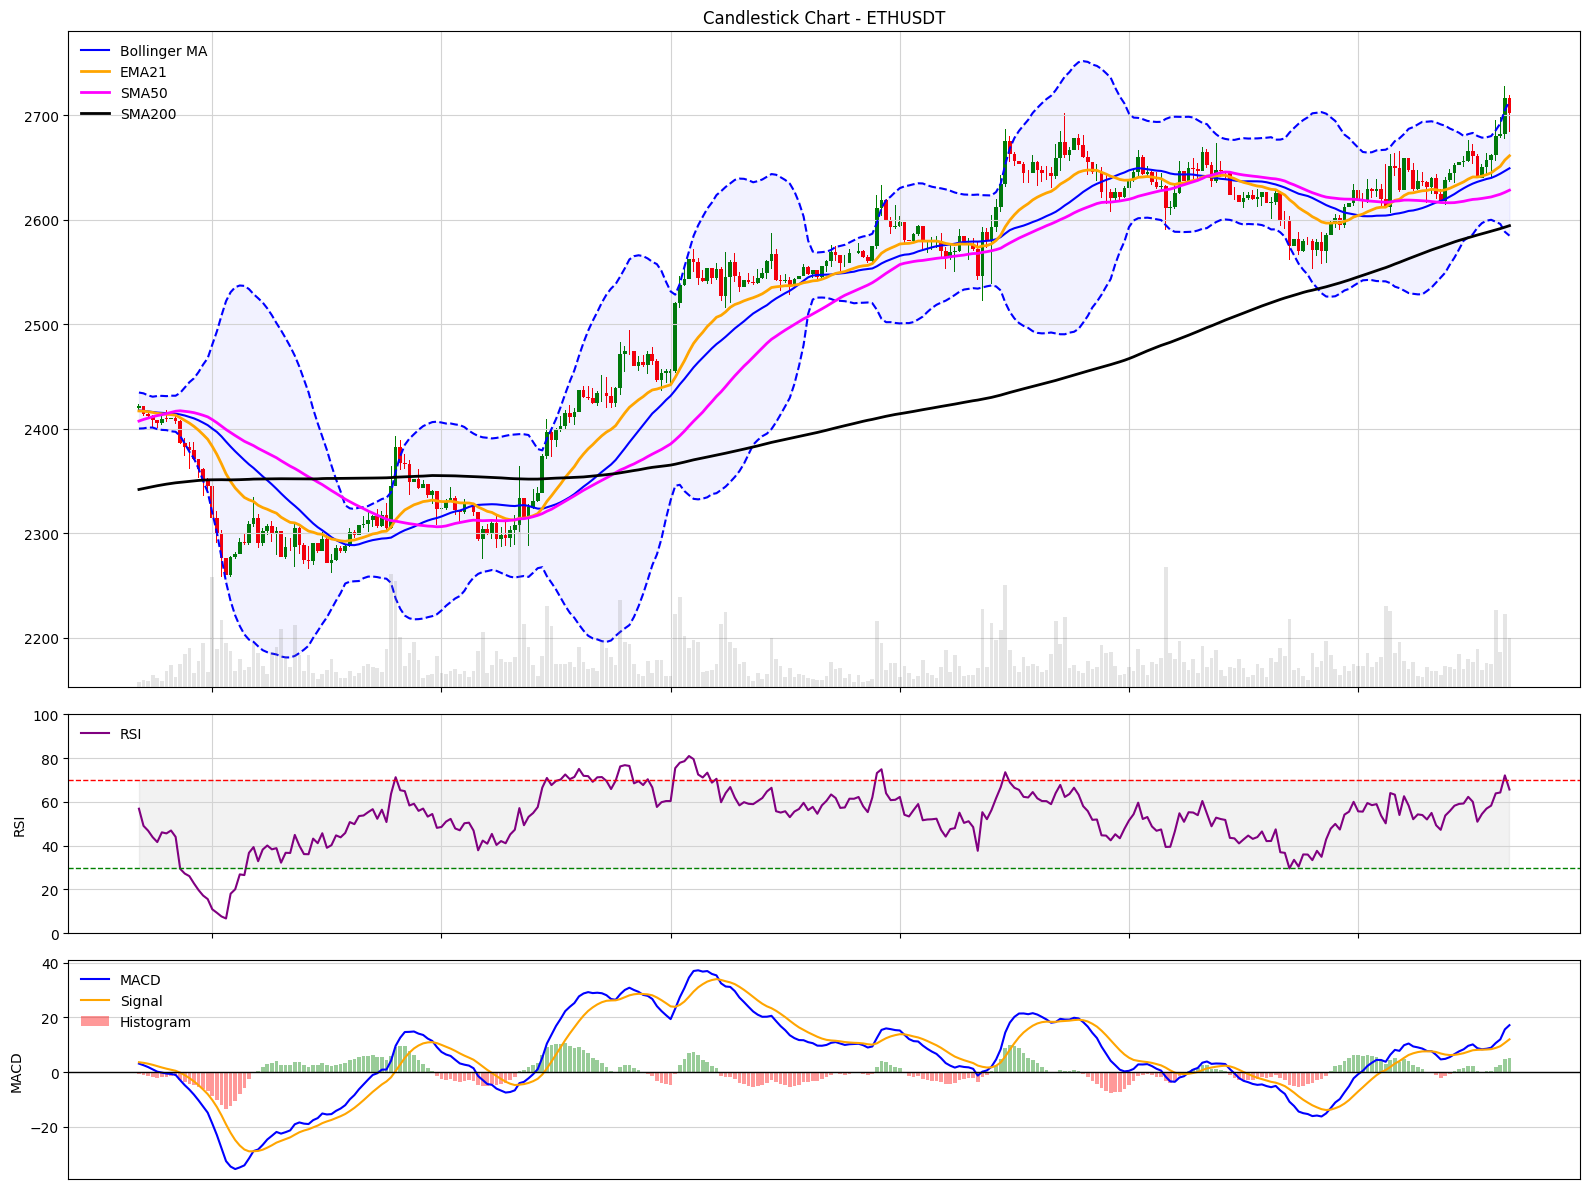 Candlestick Chart - ETHUSDT
Bollinger MA
EMA21
SMA50
SMA200
2700
2600
2500
2400
2300
2200
100
RSI
80
60
RSI
40
20
0
40
MACD
Signal
20
Histogram
0
MACD
−20